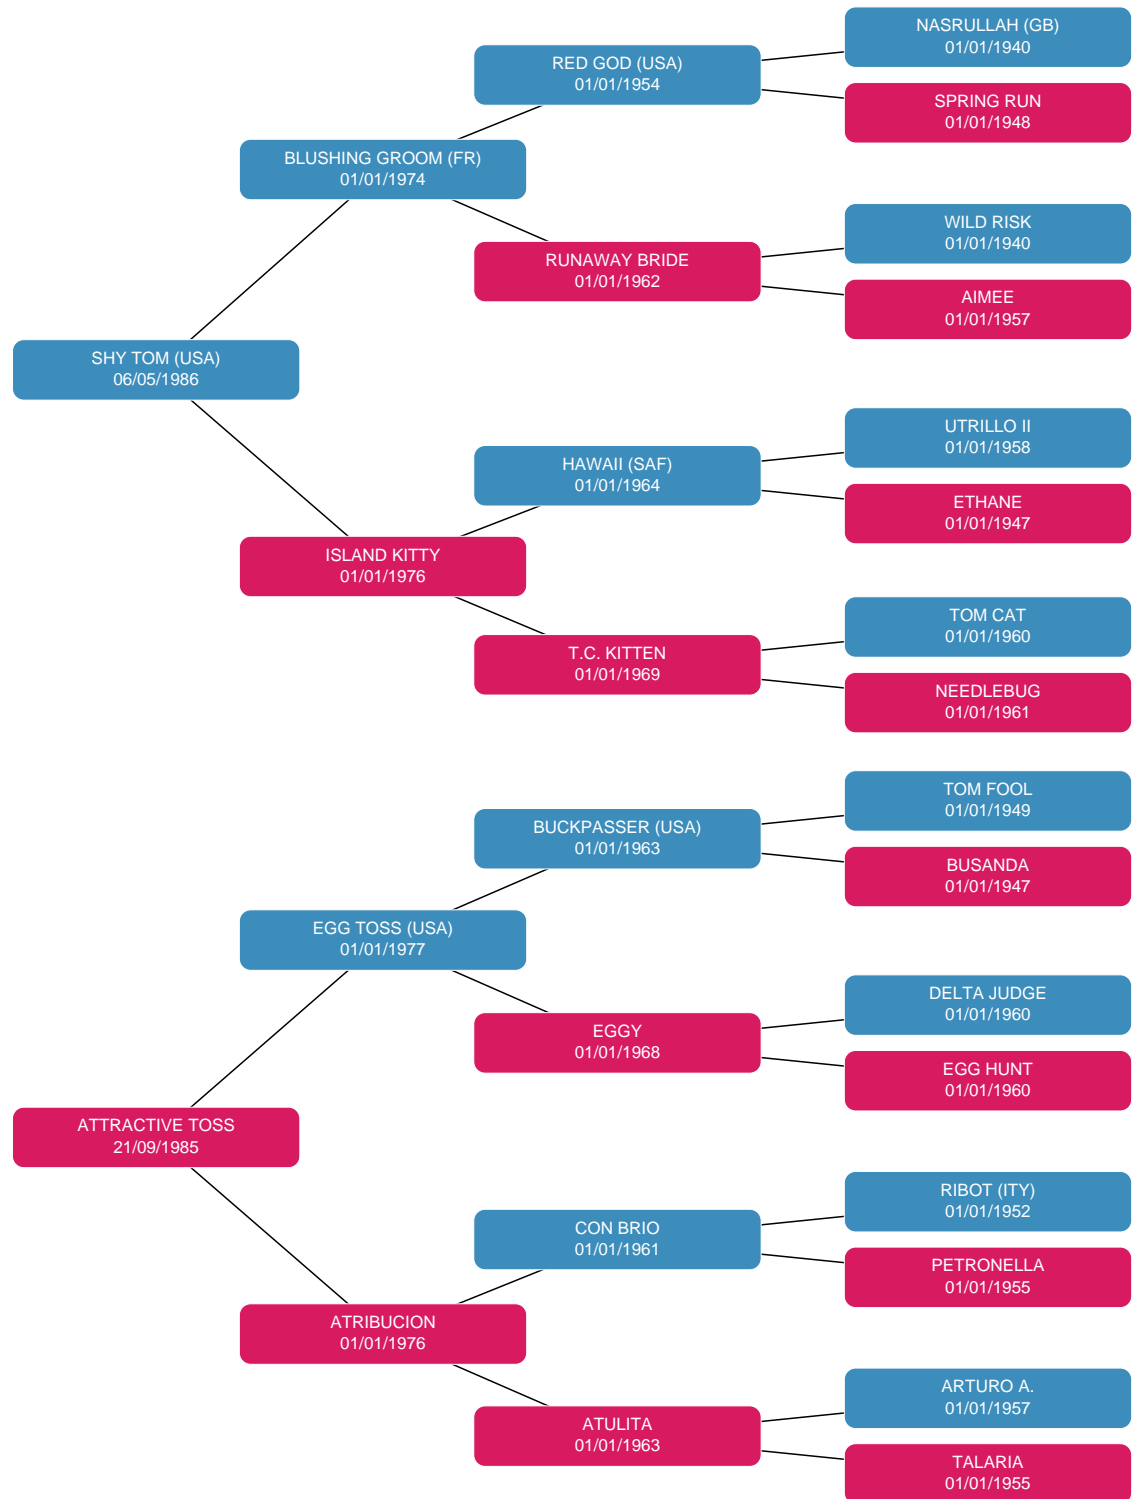 NASRULLAH (GB)
01/01/1940
RED GOD (USA)
01/01/1954
SPRING RUN
01/01/1948
BLUSHING GROOM (FR)
01/01/1974
WILD RISK
01/01/1940
RUNAWAY BRIDE
01/01/1962
AIMEE
01/01/1957
SHY TOM (USA)
06/05/1986
UTRILLO II
01/01/1958
HAWAII (SAF)
01/01/1964
ETHANE
01/01/1947
ISLAND KITTY
01/01/1976
TOM CAT
01/01/1960
T.C. KITTEN
01/01/1969
NEEDLEBUG
01/01/1961
TOM FOOL
01/01/1949
BUCKPASSER (USA)
01/01/1963
BUSANDA
01/01/1947
EGG TOSS (USA)
01/01/1977
DELTA JUDGE
01/01/1960
EGGY
01/01/1968
EGG HUNT
01/01/1960
ATTRACTIVE TOSS
21/09/1985
RIBOT (ITY)
01/01/1952
CON BRIO
01/01/1961
PETRONELLA
01/01/1955
ATRIBUCION
01/01/1976
ARTURO A.
01/01/1957
ATULITA
01/01/1963
TALARIA
01/01/1955